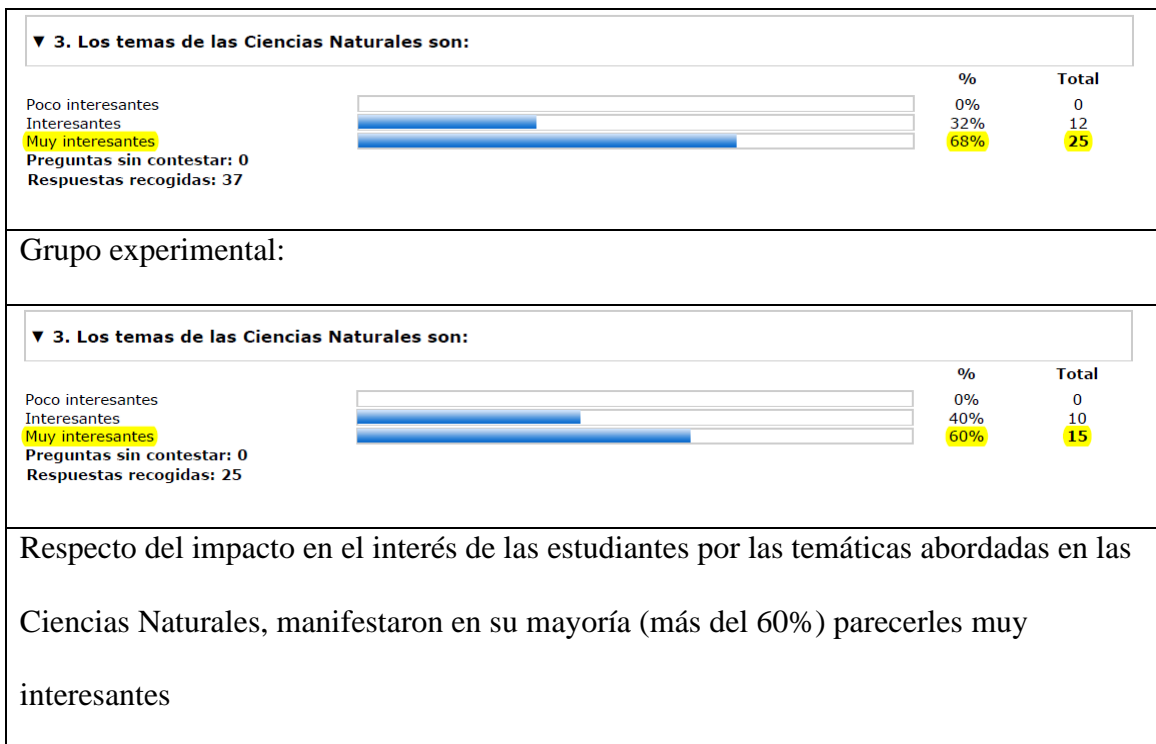 ▼ 3. Los temas de las Ciencias Naturales son:
% Total
Poco interesantes 0% 0
Interesantes 32% 12
Muy interesantes 68% 25
Preguntas sin contestar: 0
Respuestas recogidas: 37
Grupo experimental:
▼ 3. Los temas de las Ciencias Naturales son:
% Total
Poco interesantes 0% 0
Interesantes 40% 10
Muy interesantes 60% 15
Preguntas sin contestar: 0
Respuestas recogidas: 25
Respecto del impacto en el interés de las estudiantes por las temáticas abordadas en las
Ciencias Naturales, manifestaron en su mayoría (más del 60%) parecerles muy
interesantes